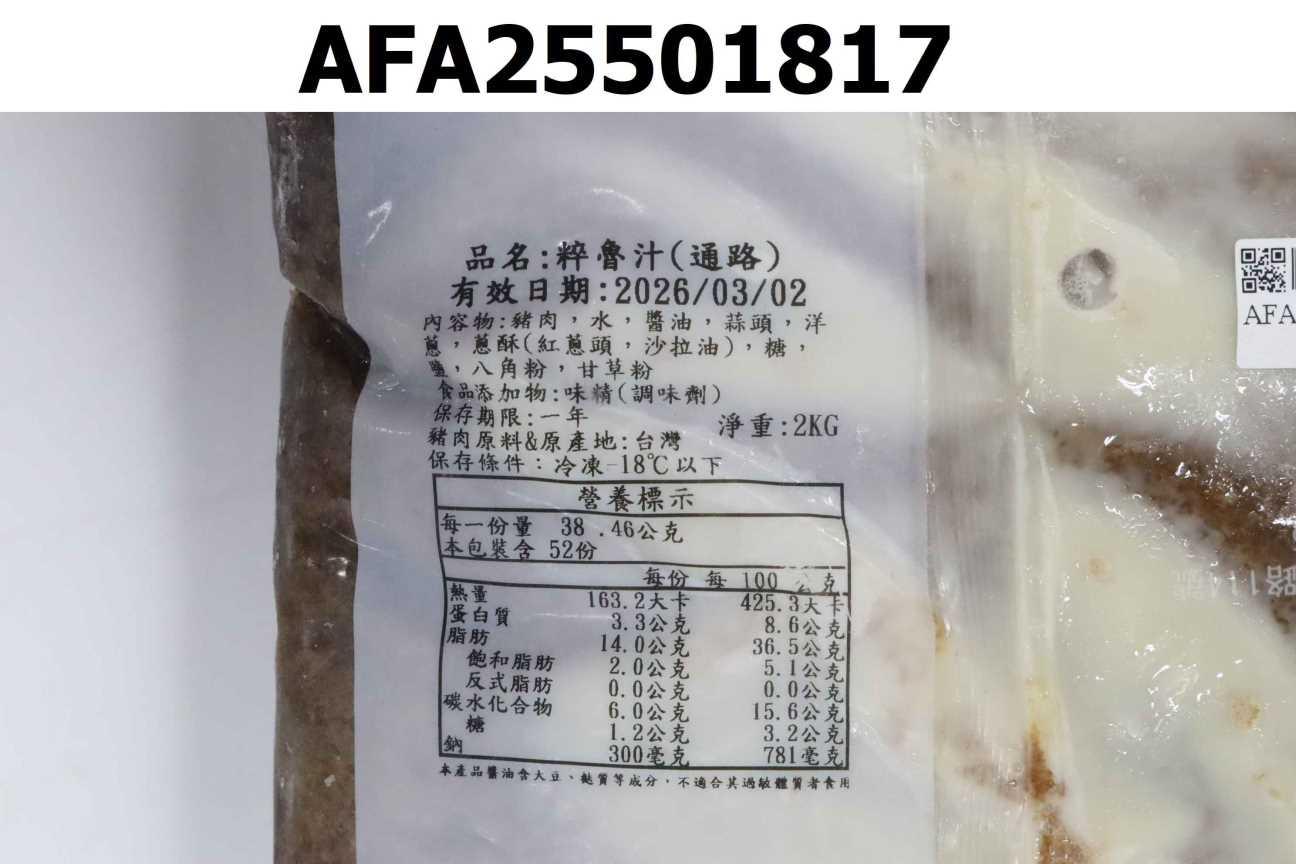 AFA25501817
品名:粹魯汁(通路)
有效日期:2026/03/02
內容物:豬肉，水，醬油，蒜頭，洋
蔥，蔥酥(紅蔥頭，沙拉油)，糖，
鹽，八角粉，甘草粉
食品添加物:味精(調味劑)
保存期限:一年
淨重:2KG
豬肉原料&原產地:台灣
保存條件：冷凍-18℃以下
營養標示
每一份量 38.46公克
本包裝含 52份
每份 每 100 公克
熱量 163.2大卡 425.3大卡
蛋白質 3.3公克 8.6公克
脂肪 14.0公克 36.5公克
飽和脂肪 2.0公克 5.1公克
反式脂肪 0.0公克 0.0公克
碳水化合物 6.0公克 15.6公克
糖 1.2公克 3.2公克
鈉 300毫克 781毫克
本產品醬油含大豆、麩質等成分，不適合其過敏體質者食用
AFA